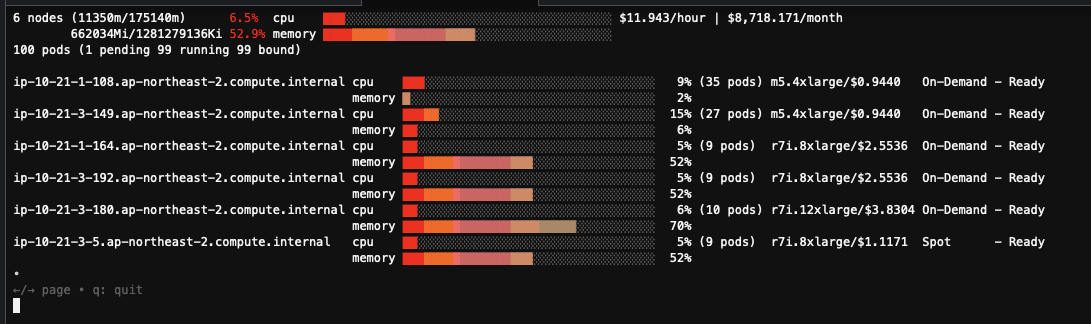 6 nodes (11350m/175140m) 6.5% cpu $11.943/hour | $8,718.171/month
662034Mi/1281279136Ki 52.9% memory
100 pods (1 pending 99 running 99 bound)
ip-10-21-1-108.ap-northeast-2.compute.internal cpu 9% (35 pods) m5.4xlarge/$0.9440 On-Demand - Ready
memory 2%
ip-10-21-3-149.ap-northeast-2.compute.internal cpu 15% (27 pods) m5.4xlarge/$0.9440 On-Demand - Ready
memory 6%
ip-10-21-1-164.ap-northeast-2.compute.internal cpu 5% (9 pods) r7i.8xlarge/$2.5536 On-Demand - Ready
memory 52%
ip-10-21-3-192.ap-northeast-2.compute.internal cpu 5% (9 pods) r7i.8xlarge/$2.5536 On-Demand - Ready
memory 52%
ip-10-21-3-180.ap-northeast-2.compute.internal cpu 6% (10 pods) r7i.12xlarge/$3.8304 On-Demand - Ready
memory 70%
ip-10-21-3-5.ap-northeast-2.compute.internal cpu 5% (9 pods) r7i.8xlarge/$1.1171 Spot - Ready
memory 52%
•
←/→ page • q: quit